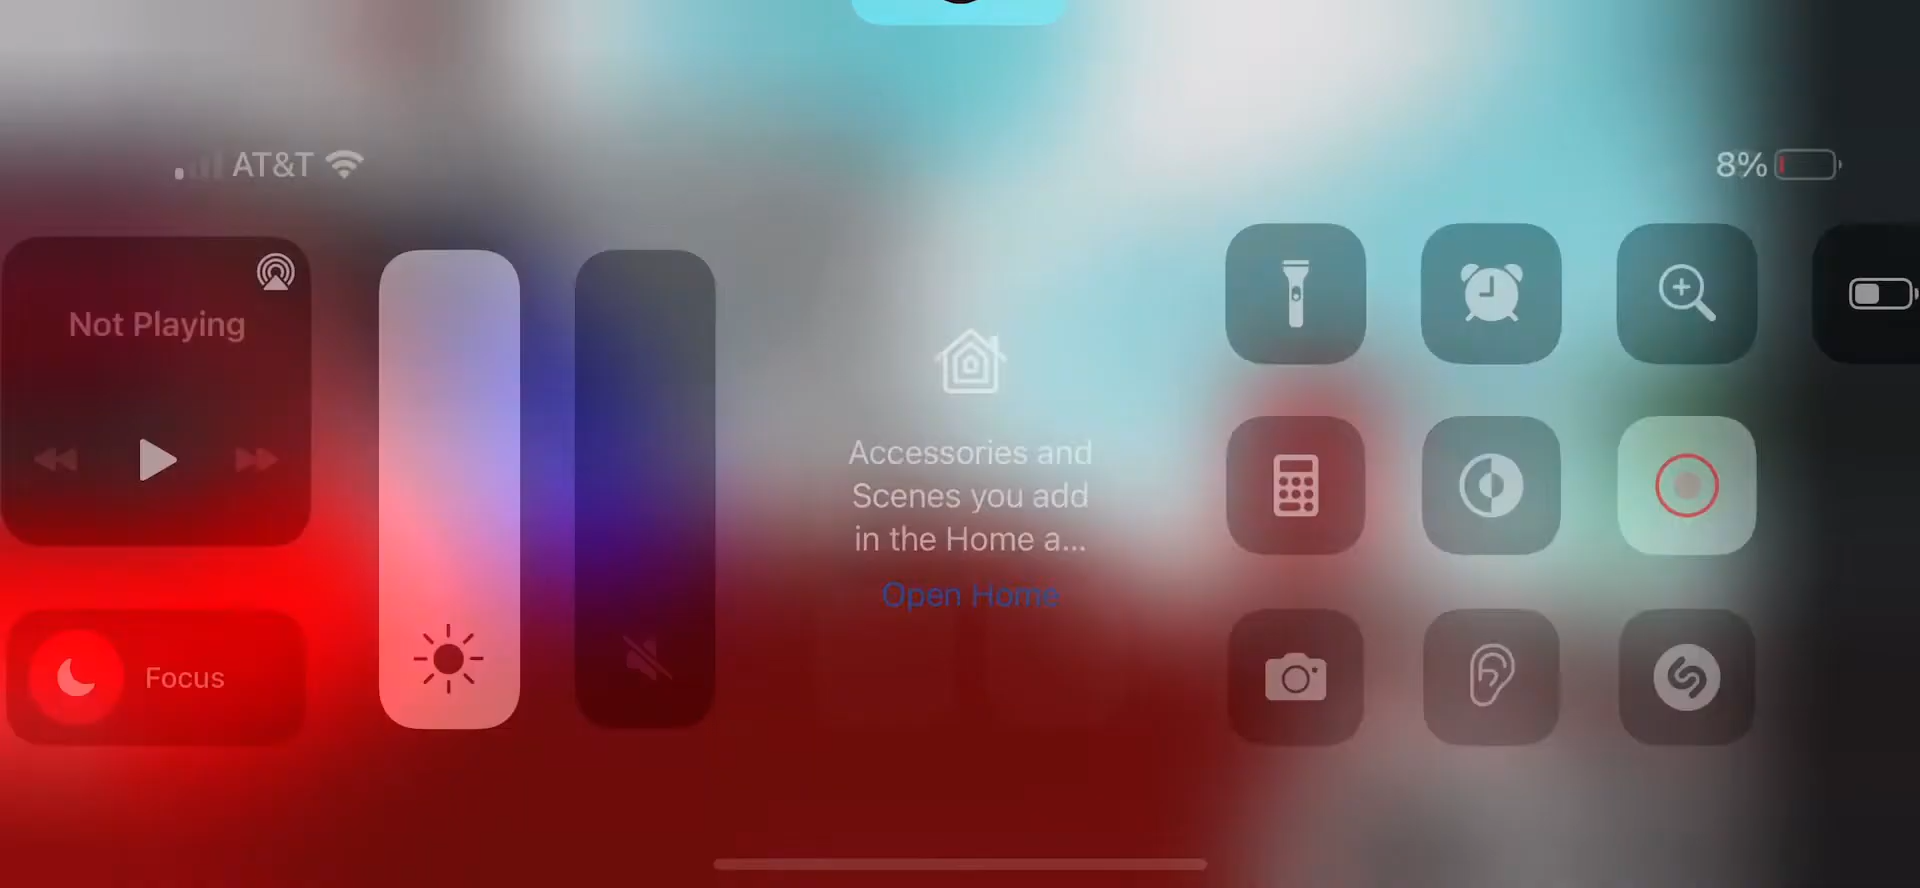 AT&T
8%
Not Playing
Accessories and
Scenes you add
in the Home a...
Open Home
Focus